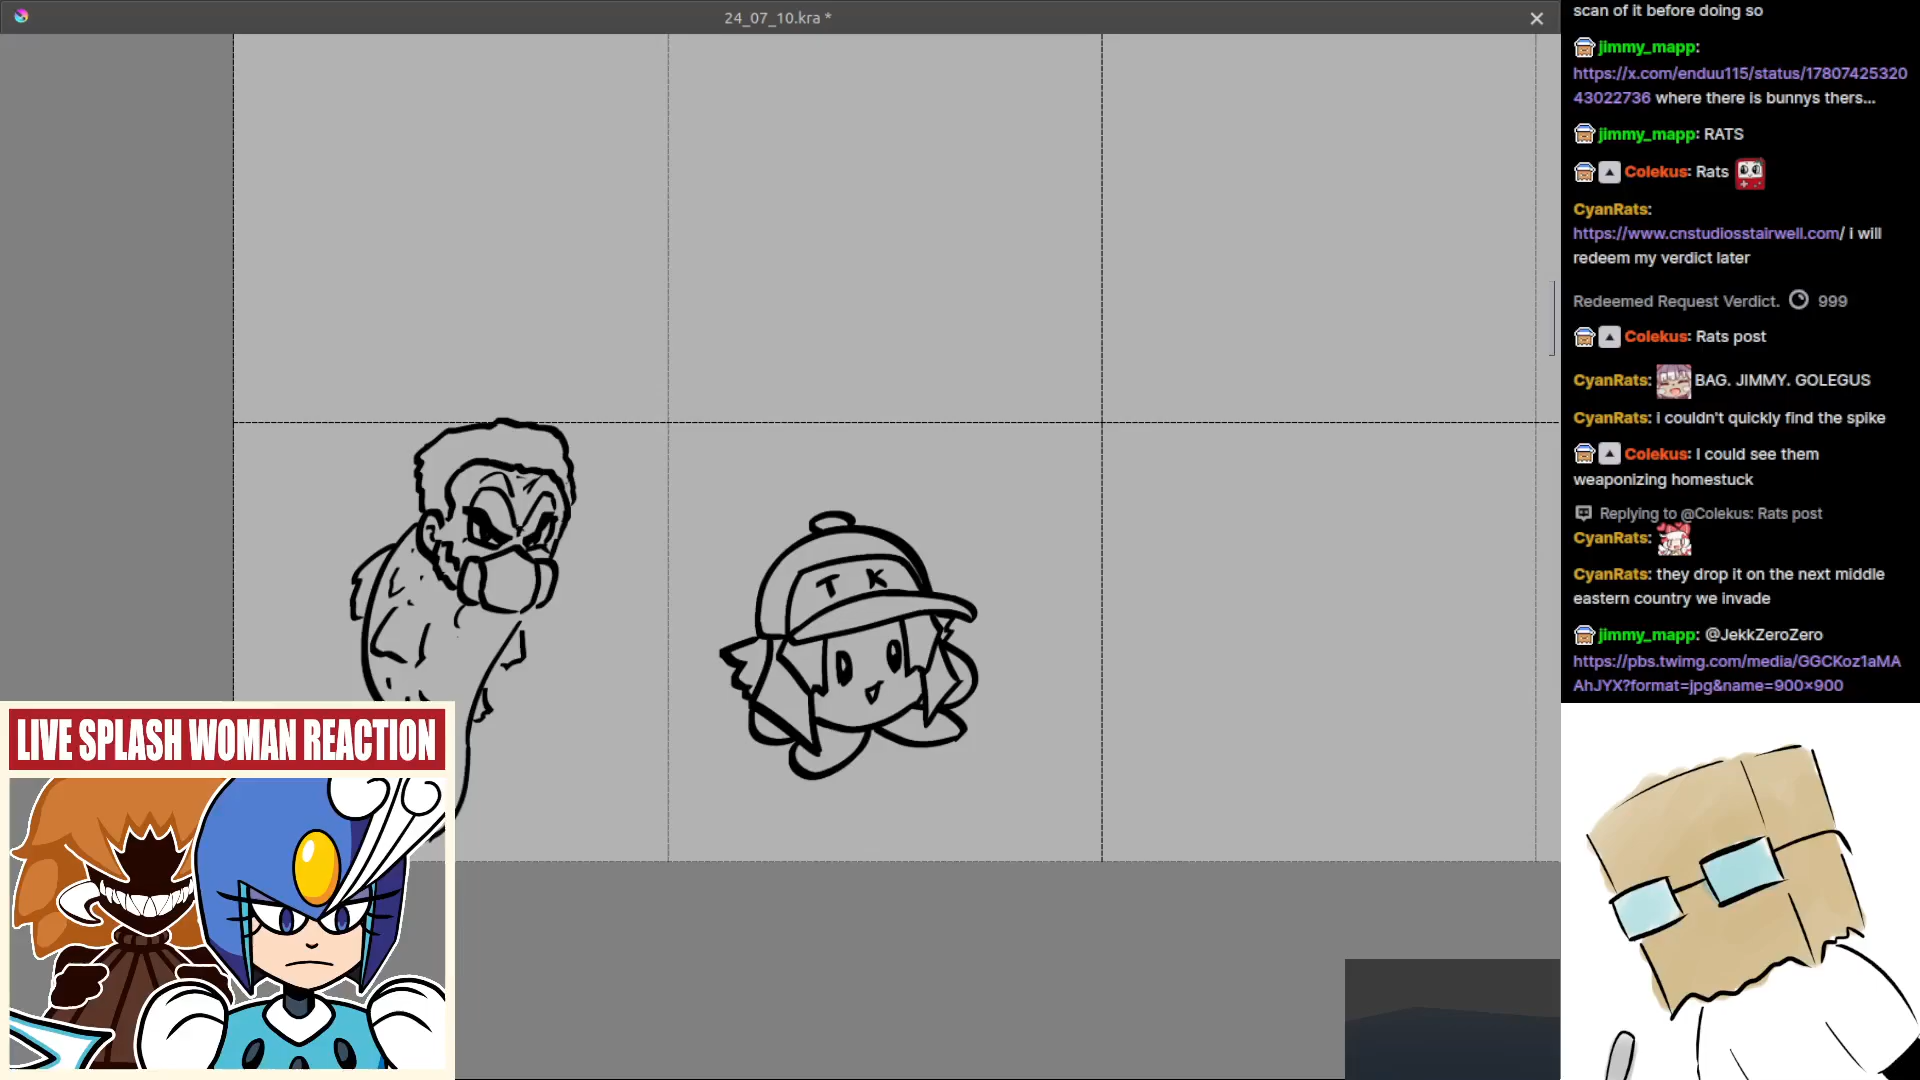 24_07_10.kra *
scan of it before doing so
jimmy_mapp:
https://x.com/enduu115/status/17807425320
43022736 where there is bunnys thers...
jimmy_mapp: RATS
Colekus: Rats
CyanRats:
https://www.cnstudiosstairwell.com/ i will
redeem my verdict later
Redeemed Request Verdict. 999
Colekus: Rats post
CyanRats: BAG. JIMMY. GOLEGUS
CyanRats: i couldn't quickly find the spike
Colekus: I could see them
weaponizing homestuck
Replying to @Colekus: Rats post
CyanRats:
CyanRats: they drop it on the next middle
eastern country we invade
jimmy_mapp: @JekkZeroZero
https://pbs.twimg.com/media/GGCKoz1aMA
AhJYX?format=jpg&name=900x900
T K
LIVE SPLASH WOMAN REACTION